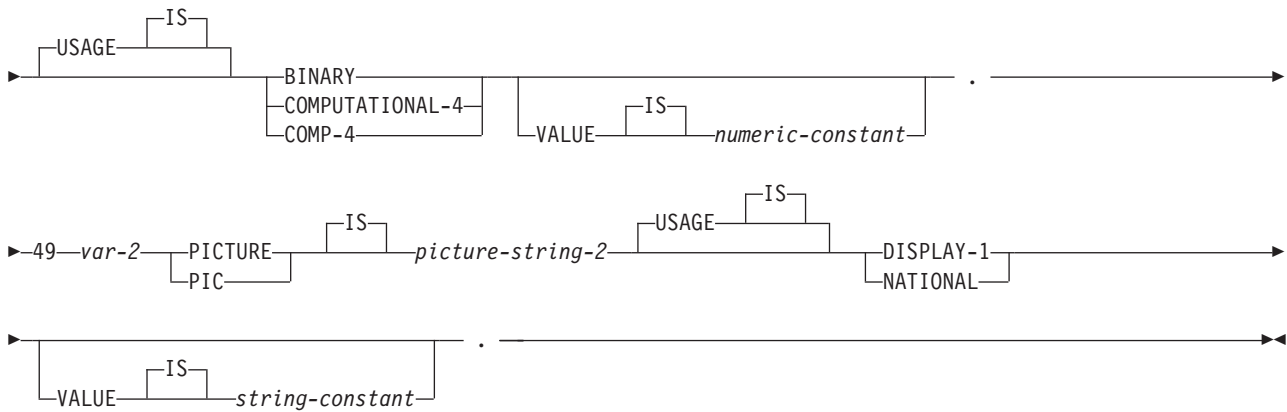 IS
USAGE
BINARY
COMPUTATIONAL-4
COMP-4
IS
VALUE numeric-constant
.
49 var-2 PICTURE
PIC
IS
picture-string-2
IS
USAGE
DISPLAY-1
NATIONAL
IS
VALUE string-constant
.